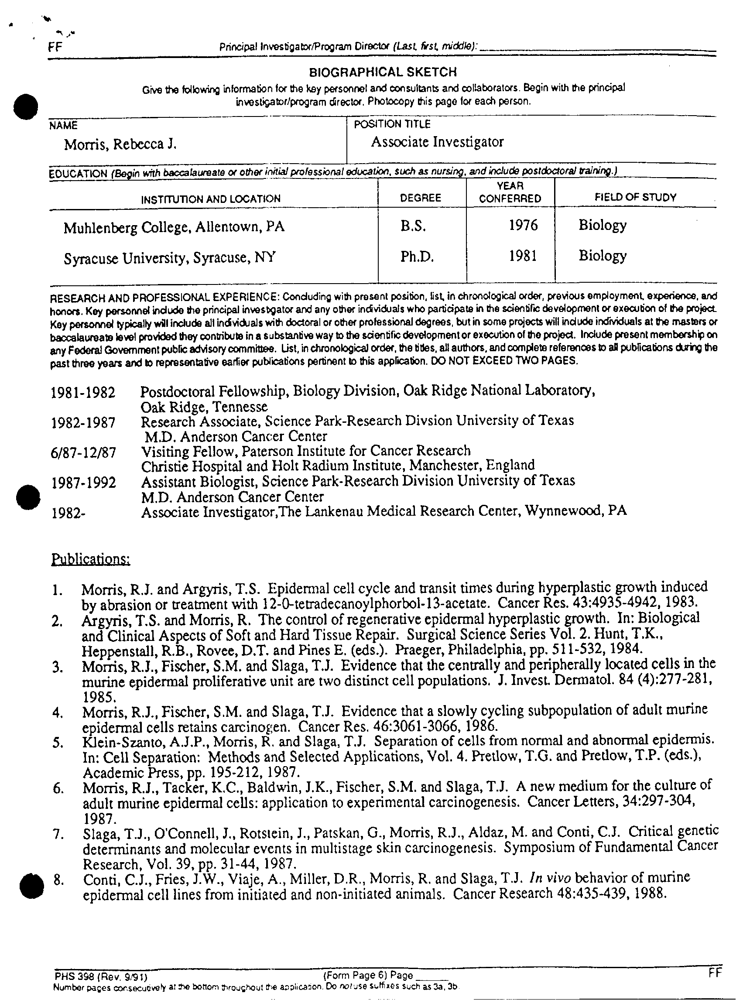 FF
Principal Investigator/Program Director (Last, first, middle):
BIOGRAPHICAL SKETCH
Give the following information for the key personnel and consultants and collaborators. Begin with the principal
investigator/program director. Photocopy this page for each person.
NAME
POSITION TITLE
Morris, Rebecca J.
Associate Investigator
EDUCATION (Begin with baccalaureate or other initial professional education, such as nursing, and include postdoctoral training.)
INSTITUTION AND LOCATION
DEGREE
YEAR
CONFERRED
FIELD OF STUDY
Muhlenberg College, Allentown, PA
B.S.
1976
Biology
Syracuse University, Syracuse, NY
Ph.D.
1981
Biology
RESEARCH AND PROFESSIONAL EXPERIENCE: Concluding with present position, list, in chronological order, previous employment, experience, and
honors. Key personnel include the principal investigator and any other individuals who participate in the scientific development or execution of the project.
Key personnel typically will include all individuals with doctoral or other professional degrees, but in some projects will include individuals at the masters or
baccalaureate level provided they contribute in a substantive way to the scientific development or execution of the project. Include present membership on
any Federal Government public advisory committee. List, in chronological order, the titles, all authors, and complete references to all publications during the
past three years and to representative earlier publications pertinent to this application. DO NOT EXCEED TWO PAGES.
1981-1982 Postdoctoral Fellowship, Biology Division, Oak Ridge National Laboratory,
Oak Ridge, Tennesse
1982-1987 Research Associate, Science Park-Research Divsion University of Texas
M.D. Anderson Cancer Center
6/87-12/87 Visiting Fellow, Paterson Institute for Cancer Research
Christie Hospital and Holt Radium Institute, Manchester, England
1987-1992 Assistant Biologist, Science Park-Research Division University of Texas
M.D. Anderson Cancer Center
1982- Associate Investigator,The Lankenau Medical Research Center, Wynnewood, PA
Publications:
1. Morris, R.J. and Argyris, T.S. Epidermal cell cycle and transit times during hyperplastic growth induced
by abrasion or treatment with 12-0-tetradecanoylphorbol-13-acetate. Cancer Res. 43:4935-4942, 1983.
2. Argyris, T.S. and Morris, R. The control of regenerative epidermal hyperplastic growth. In: Biological
and Clinical Aspects of Soft and Hard Tissue Repair. Surgical Science Series Vol. 2. Hunt, T.K.,
Heppenstall, R.B., Rovee, D.T. and Pines E. (eds.). Praeger, Philadelphia, pp. 511-532, 1984.
3. Morris, R.J., Fischer, S.M. and Slaga, T.J. Evidence that the centrally and peripherally located cells in the
murine epidermal proliferative unit are two distinct cell populations. J. Invest. Dermatol. 84 (4):277-281,
1985.
4. Morris, R.J., Fischer, S.M. and Slaga, T.J. Evidence that a slowly cycling subpopulation of adult murine
epidermal cells retains carcinogen. Cancer Res. 46:3061-3066, 1986.
5. Klein-Szanto, A.J.P., Morris, R. and Slaga, T.J. Separation of cells from normal and abnormal epidermis.
In: Cell Separation: Methods and Selected Applications, Vol. 4. Pretlow, T.G. and Pretlow, T.P. (eds.),
Academic Press, pp. 195-212, 1987.
6. Morris, R.J., Tacker, K.C., Baldwin, J.K., Fischer, S.M. and Slaga, T.J. A new medium for the culture of
adult murine epidermal cells: application to experimental carcinogenesis. Cancer Letters, 34:297-304,
1987.
7. Slaga, T.J., O'Connell, J., Rotstein, J., Patskan, G., Morris, R.J., Aldaz, M. and Conti, C.J. Critical genetic
determinants and molecular events in multistage skin carcinogenesis. Symposium of Fundamental Cancer
Research, Vol. 39, pp. 31-44, 1987.
8. Conti, C.J., Fries, J.W., Viaje, A., Miller, D.R., Morris, R. and Slaga, T.J. In vivo behavior of murine
epidermal cell lines from initiated and non-initiated animals. Cancer Research 48:435-439, 1988.
PHS 398 (Rev. 9/91)
(Form Page 6) Page
FF
Number pages consecutively at the bottom throughout the application. Do not use suffixes such as 3a, 3b.